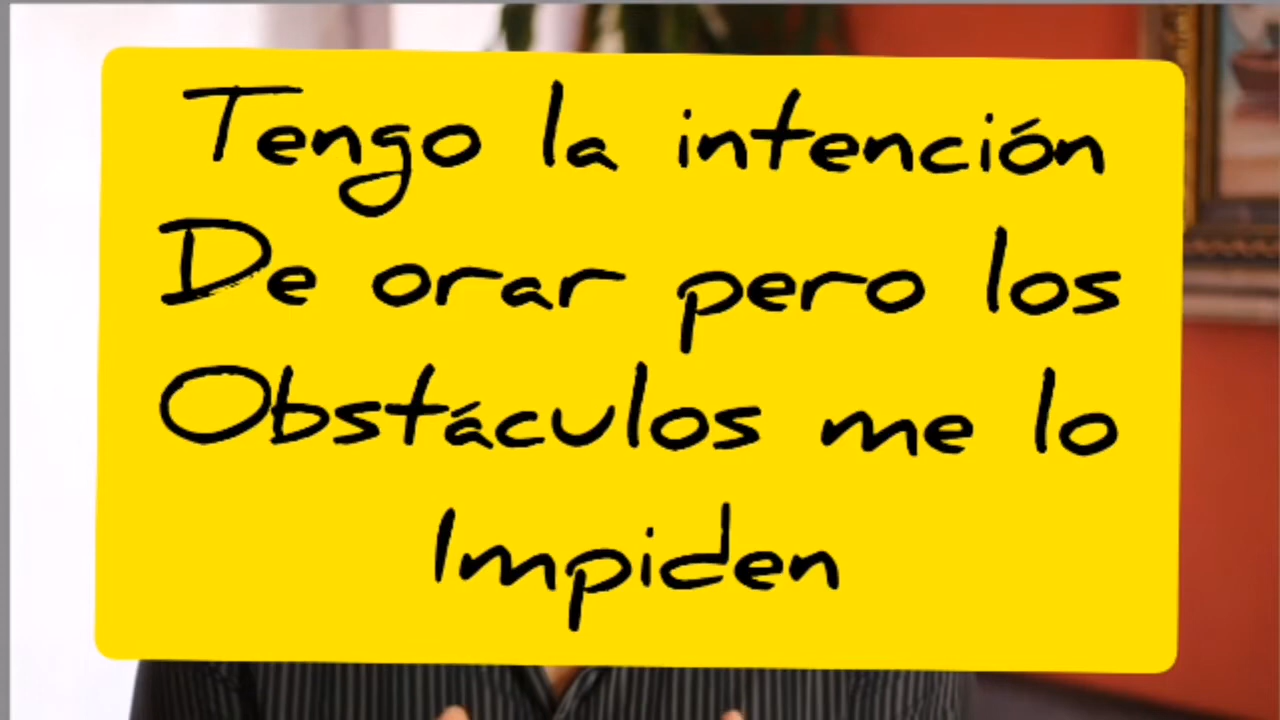 Tengo la intención
De orar pero los
Obstáculos me lo
Impiden